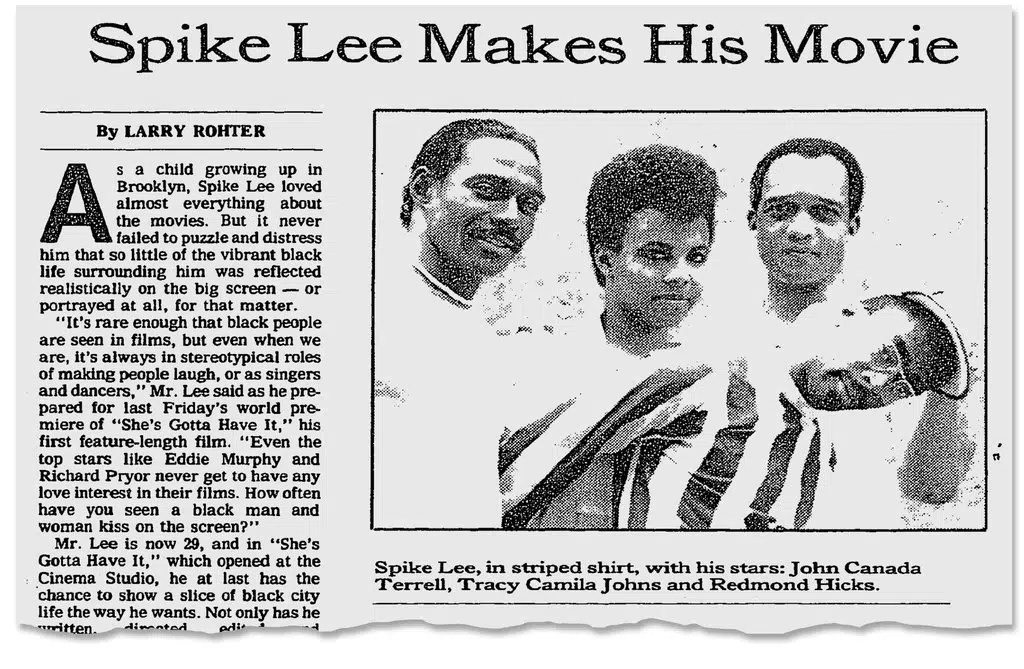 Spike Lee Makes His Movie
By LARRY ROHTER
As a child growing up in
Brooklyn, Spike Lee loved
almost everything about
the movies. But it never
failed to puzzle and distress
him that so little of the vibrant black
life surrounding him was reflected
realistically on the big screen — or
portrayed at all, for that matter.
"It's rare enough that black people
are seen in films, but even when we
are, it's always in stereotypical roles
of making people laugh, or as singers
and dancers," Mr. Lee said as he pre-
pared for last Friday's world pre-
miere of "She's Gotta Have It," his
first feature-length film. "Even the
top stars like Eddie Murphy and
Richard Pryor never get to have any
love interest in their films. How often
have you seen a black man and
woman kiss on the screen?"
Mr. Lee is now 29, and in "She's
Gotta Have It," which opened at the
Cinema Studio, he at last has the
chance to show a slice of black city
life the way he wants. Not only has he
written, directed,
Spike Lee, in striped shirt, with his stars: John Canada
Terrell, Tracy Camila Johns and Redmond Hicks.